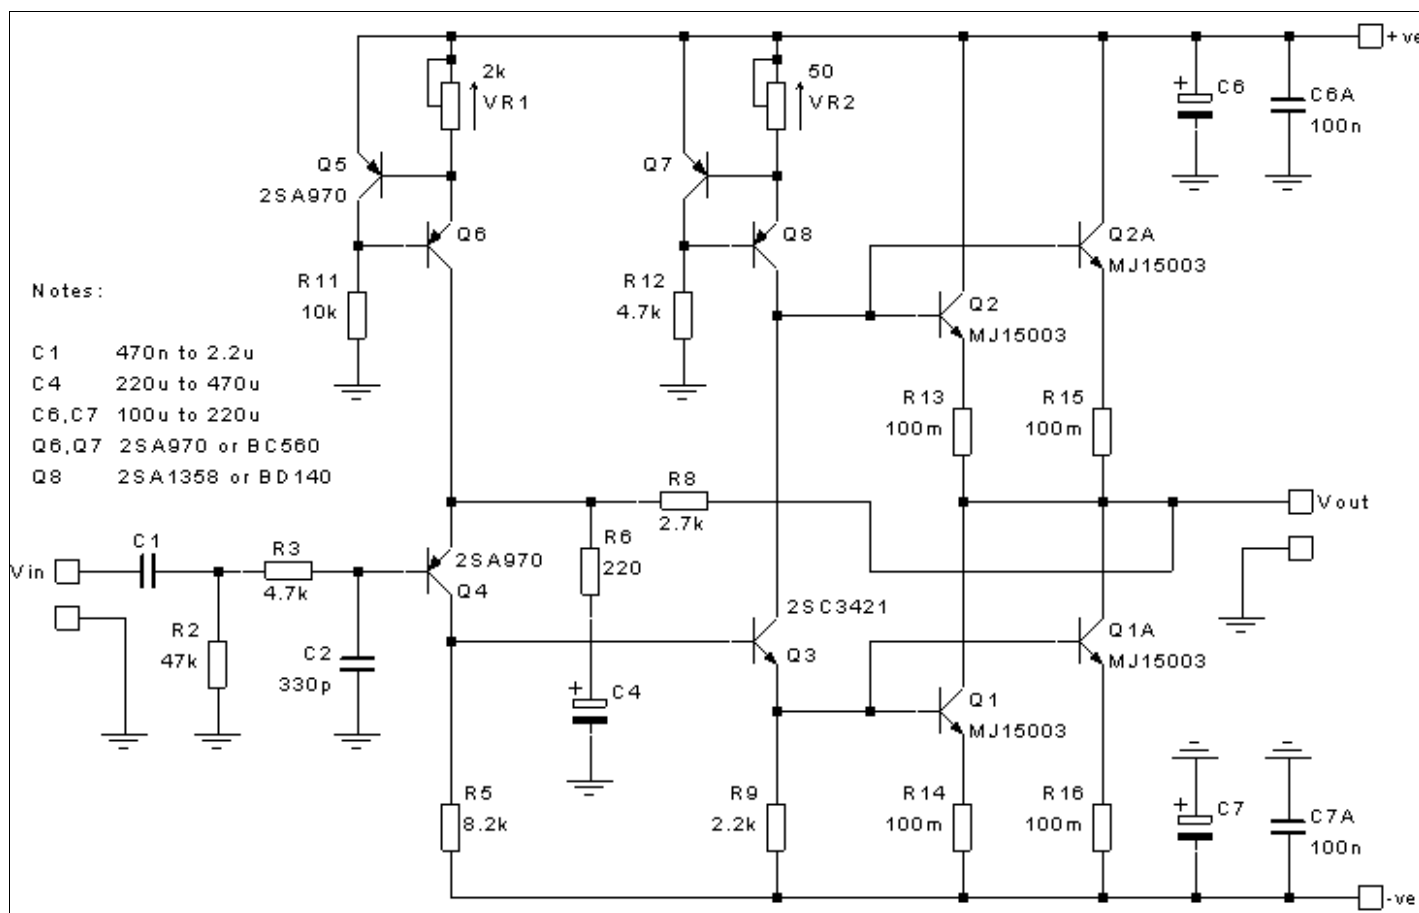 +ve
2k
VR1
50
VR2
C6
C6A
100n
Q5
2SA970
Q7
Q6
Q8
Q2A
MJ15003
R11
10k
R12
4.7k
Q2
MJ15003
Notes:
C1 470n to 2.2u
C4 220u to 470u
C6,C7 100u to 220u
Q6,Q7 2SA970 or BC560
Q8 2SA1358 or BD140
R13
100m
R15
100m
R8
2.7k
Vout
C1
R3
4.7k
Vin
2SA970
Q4
R6
220
2SC3421
Q3
Q1A
MJ15003
R2
47k
C2
330p
C4
Q1
MJ15003
R5
8.2k
R9
2.2k
R14
100m
R16
100m
C7
C7A
100n
-ve
+
+
+